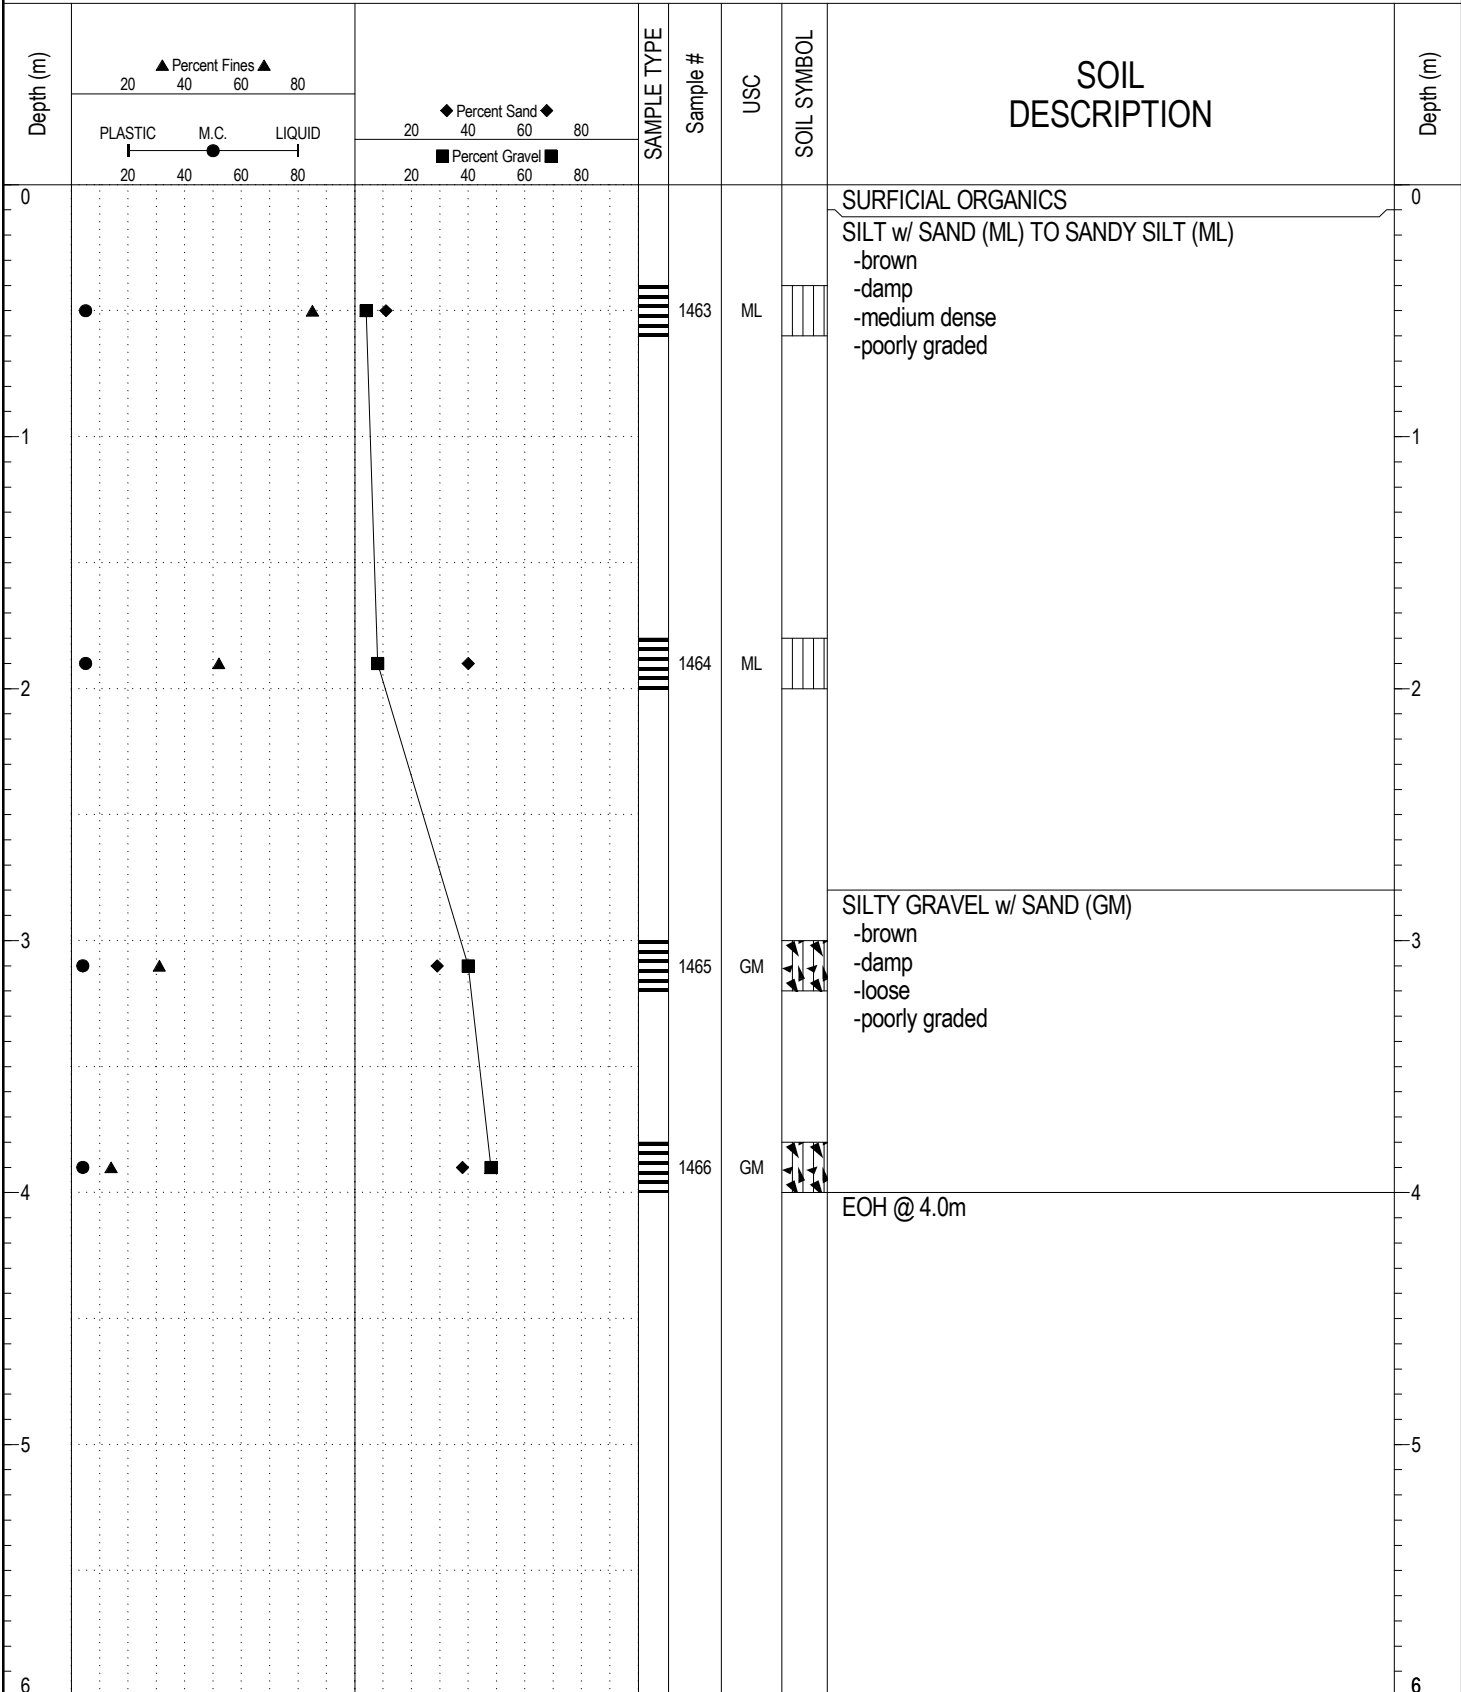 Depth (m)
▲ Percent Fines ▲
20 40 60 80
PLASTIC M.C. LIQUID
20 40 60 80
◆ Percent Sand ◆
20 40 60 80
■ Percent Gravel ■
20 40 60 80
SAMPLE TYPE
Sample #
USC
SOIL SYMBOL
SOIL
DESCRIPTION
Depth (m)
0 SURFICIAL ORGANICS 0
SILT w/ SAND (ML) TO SANDY SILT (ML)
-brown
-damp
1463 ML -medium dense
-poorly graded
1 1
1464 ML
2 2
SILTY GRAVEL w/ SAND (GM)
-brown
3 3
1465 GM -damp
-loose
-poorly graded
1466 GM
4 4
EOH @ 4.0m
5 5
6 6